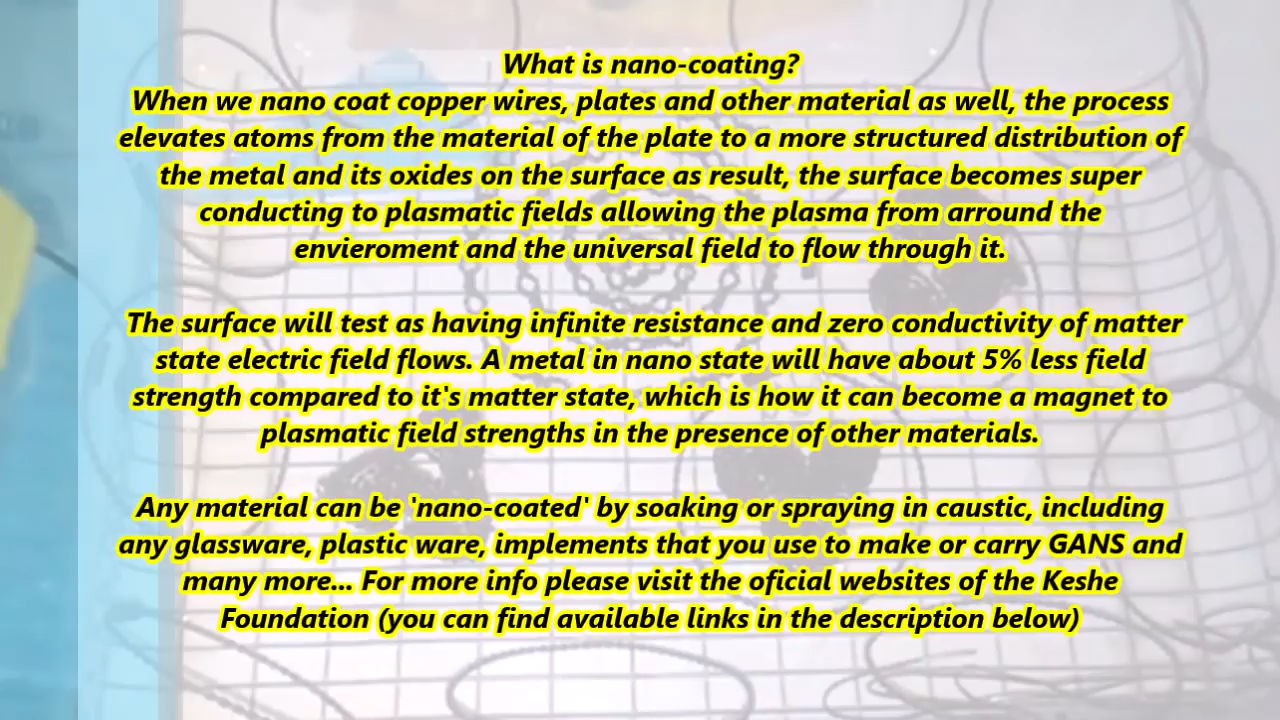 What is nano-coating?
When we nano coat copper wires, plates and other material as well, the process
elevates atoms from the material of the plate to a more structured distribution of
the metal and its oxides on the surface as result, the surface becomes super
conducting to plasmatic fields allowing the plasma from arround the
envieroment and the universal field to flow through it.
The surface will test as having infinite resistance and zero conductivity of matter
state electric field flows. A metal in nano state will have about 5% less field
strength compared to it's matter state, which is how it can become a magnet to
plasmatic field strengths in the presence of other materials.
Any material can be 'nano-coated' by soaking or spraying in caustic, including
any glassware, plastic ware, implements that you use to make or carry GANS and
many more... For more info please visit the oficial websites of the Keshe
Foundation (you can find available links in the description below)